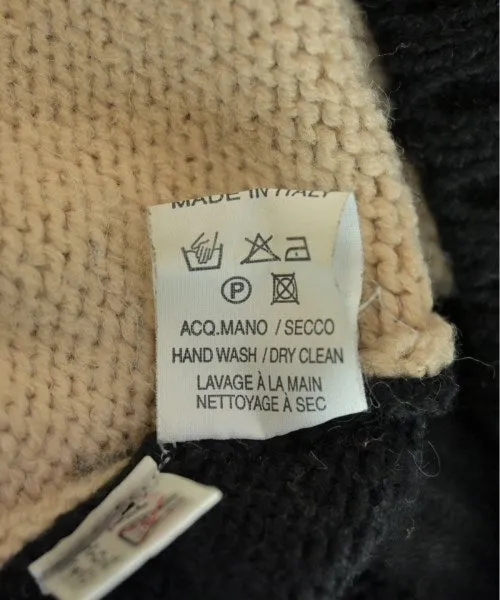 MADE IN ITALY
P
ACQ.MANO / SECCO
HAND WASH / DRY CLEAN
LAVAGE À LA MAIN
NETTOYAGE À SEC